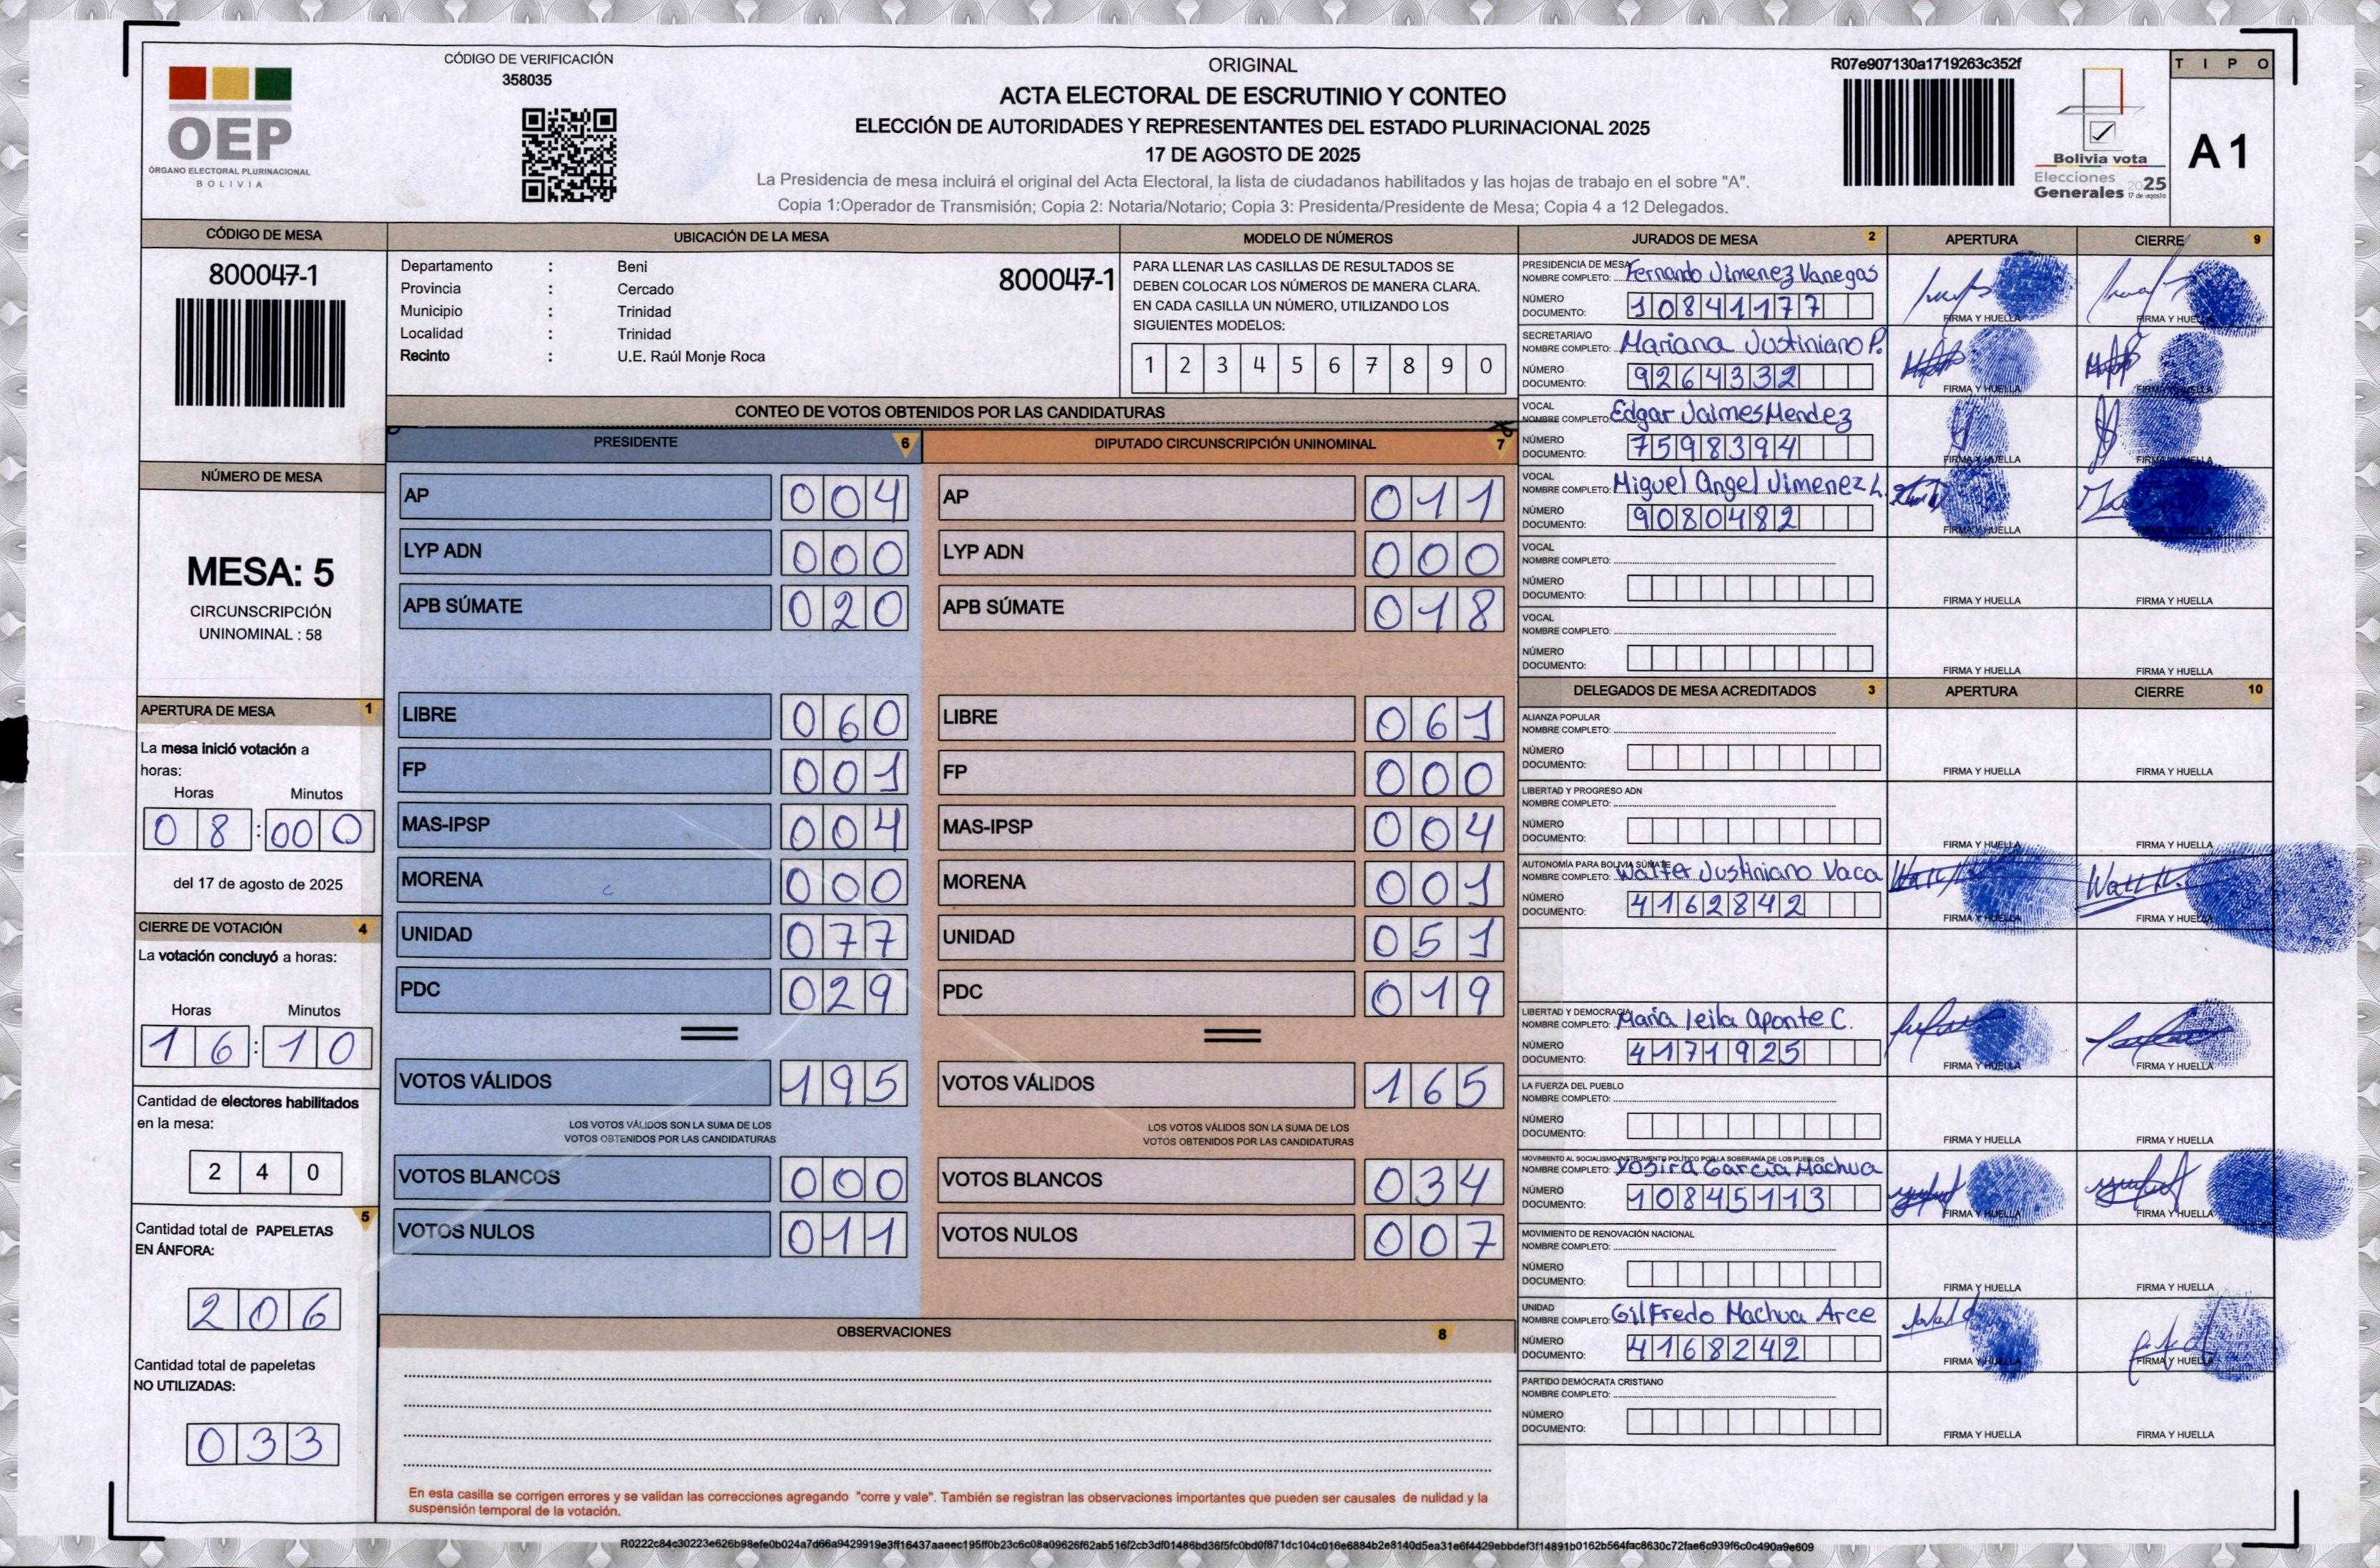 CÓDIGO DE VERIFICACIÓN
358035
OEP
ÓRGANO ELECTORAL PLURINACIONAL
BOLIVIA
ORIGINAL
ACTA ELECTORAL DE ESCRUTINIO Y CONTEO
ELECCIÓN DE AUTORIDADES Y REPRESENTANTES DEL ESTADO PLURINACIONAL 2025
17 DE AGOSTO DE 2025
La Presidencia de mesa incluirá el original del Acta Electoral, la lista de ciudadanos habilitados y las hojas de trabajo en el sobre "A".
Copia 1:Operador de Transmisión; Copia 2: Notaria/Notario; Copia 3: Presidenta/Presidente de Mesa; Copia 4 a 12 Delegados.
R07e907130a1719263c352f
Bolivia vota
Elecciones
Generales 2025
17 de agosto
TIPO
A 1
CÓDIGO DE MESA
800047-1
UBICACIÓN DE LA MESA
Departamento : Beni
Provincia : Cercado
Municipio : Trinidad
Localidad : Trinidad
Recinto : U.E. Raúl Monje Roca
800047-1
MODELO DE NÚMEROS
PARA LLENAR LAS CASILLAS DE RESULTADOS SE
DEBEN COLOCAR LOS NÚMEROS DE MANERA CLARA.
EN CADA CASILLA UN NÚMERO, UTILIZANDO LOS
SIGUIENTES MODELOS:
1 2 3 4 5 6 7 8 9 0
NÚMERO DE MESA
MESA: 5
CIRCUNSCRIPCIÓN
UNINOMINAL : 58
APERTURA DE MESA 1
La mesa inició votación a
horas:
Horas Minutos
08:00 0
del 17 de agosto de 2025
CIERRE DE VOTACIÓN 4
La votación concluyó a horas:
Horas Minutos
16:10
Cantidad de electores habilitados
en la mesa:
240
5
Cantidad total de PAPELETAS
EN ÁNFORA:
206
Cantidad total de papeletas
NO UTILIZADAS:
033
CONTEO DE VOTOS OBTENIDOS POR LAS CANDIDATURAS
PRESIDENTE 6
AP 004
LYP ADN 000
APB SÚMATE 020
LIBRE 060
FP 001
MAS-IPSP 004
MORENA 000
UNIDAD 077
PDC 029
VOTOS VÁLIDOS 195
LOS VOTOS VÁLIDOS SON LA SUMA DE LOS
VOTOS OBTENIDOS POR LAS CANDIDATURAS
VOTOS BLANCOS 000
VOTOS NULOS 011
DIPUTADO CIRCUNSCRIPCIÓN UNINOMINAL 7
AP 011
LYP ADN 000
APB SÚMATE 018
LIBRE 061
FP 000
MAS-IPSP 004
MORENA 001
UNIDAD 051
PDC 019
VOTOS VÁLIDOS 165
LOS VOTOS VÁLIDOS SON LA SUMA DE LOS
VOTOS OBTENIDOS POR LAS CANDIDATURAS
VOTOS BLANCOS 034
VOTOS NULOS 007
OBSERVACIONES 8
En esta casilla se corrigen errores y se validan las correcciones agregando "corre y vale". También se registran las observaciones importantes que pueden ser causales de nulidad y la
suspensión temporal de la votación.
JURADOS DE MESA 2 APERTURA CIERRE 9
PRESIDENCIA DE MESA
NOMBRE COMPLETO: Fernando Jimenez Vanegas
NÚMERO
DOCUMENTO: 10841177
FIRMA Y HUELLA FIRMA Y HUELLA
SECRETARIA/O
NOMBRE COMPLETO: Mariana Justiniano P.
NÚMERO
DOCUMENTO: 9264332
FIRMA Y HUELLA FIRMA Y HUELLA
VOCAL
NOMBRE COMPLETO: Edgar Jaimes Mendez
NÚMERO
DOCUMENTO: 7598394
FIRMA Y HUELLA FIRMA Y HUELLA
VOCAL
NOMBRE COMPLETO: Miguel Angel Jimenez L.
NÚMERO
DOCUMENTO: 9080482
FIRMA Y HUELLA FIRMA Y HUELLA
VOCAL
NOMBRE COMPLETO:
NÚMERO
DOCUMENTO:
FIRMA Y HUELLA FIRMA Y HUELLA
VOCAL
NOMBRE COMPLETO:
NÚMERO
DOCUMENTO:
FIRMA Y HUELLA FIRMA Y HUELLA
DELEGADOS DE MESA ACREDITADOS 3 APERTURA CIERRE 10
ALIANZA POPULAR
NOMBRE COMPLETO:
NÚMERO
DOCUMENTO:
FIRMA Y HUELLA FIRMA Y HUELLA
LIBERTAD Y PROGRESO ADN
NOMBRE COMPLETO:
NÚMERO
DOCUMENTO:
FIRMA Y HUELLA FIRMA Y HUELLA
AUTONOMÍA PARA BOLIVIA SÚMATE
NOMBRE COMPLETO: Walter Justiniano Vaca
NÚMERO
DOCUMENTO: 4162842
FIRMA Y HUELLA FIRMA Y HUELLA
LIBERTAD Y DEMOCRACIA
NOMBRE COMPLETO: Maria leila aponte C.
NÚMERO
DOCUMENTO: 4171925
FIRMA Y HUELLA FIRMA Y HUELLA
LA FUERZA DEL PUEBLO
NOMBRE COMPLETO:
NÚMERO
DOCUMENTO:
FIRMA Y HUELLA FIRMA Y HUELLA
MOVIMIENTO AL SOCIALISMO-INSTRUMENTO POLÍTICO POR LA SOBERANÍA DE LOS PUEBLOS
NOMBRE COMPLETO: Yosira Garcia Machua
NÚMERO
DOCUMENTO: 10845113
FIRMA Y HUELLA FIRMA Y HUELLA
MOVIMIENTO DE RENOVACIÓN NACIONAL
NOMBRE COMPLETO:
NÚMERO
DOCUMENTO:
FIRMA Y HUELLA FIRMA Y HUELLA
UNIDAD
NOMBRE COMPLETO: Gilfredo Machua Arce
NÚMERO
DOCUMENTO: 4168242
FIRMA Y HUELLA FIRMA Y HUELLA
PARTIDO DEMÓCRATA CRISTIANO
NOMBRE COMPLETO:
NÚMERO
DOCUMENTO:
FIRMA Y HUELLA FIRMA Y HUELLA